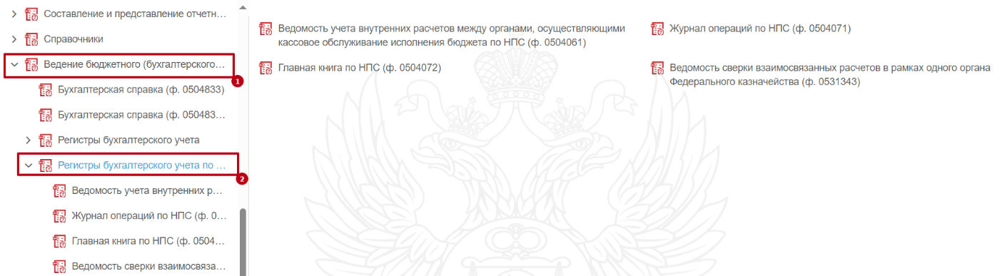 Составление и представление отчетн...
Справочники
Ведение бюджетного (бухгалтерского...
1
Бухгалтерская справка (ф. 0504833)
Бухгалтерская справка (ф. 050483...
Регистры бухгалтерского учета
Регистры бухгалтерского учета по ...
2
Ведомость учета внутренних р...
Журнал операций по НПС (ф. 0...
Главная книга по НПС (ф. 0504...
Ведомость сверки взаимосвяза...
Ведомость учета внутренних расчетов между органами, осуществляющими
кассовое обслуживание исполнения бюджета по НПС (ф. 0504061)
Журнал операций по НПС (ф. 0504071)
Главная книга по НПС (ф. 0504072)
Ведомость сверки взаимосвязанных расчетов в рамках одного органа
Федерального казначейства (ф. 0531343)